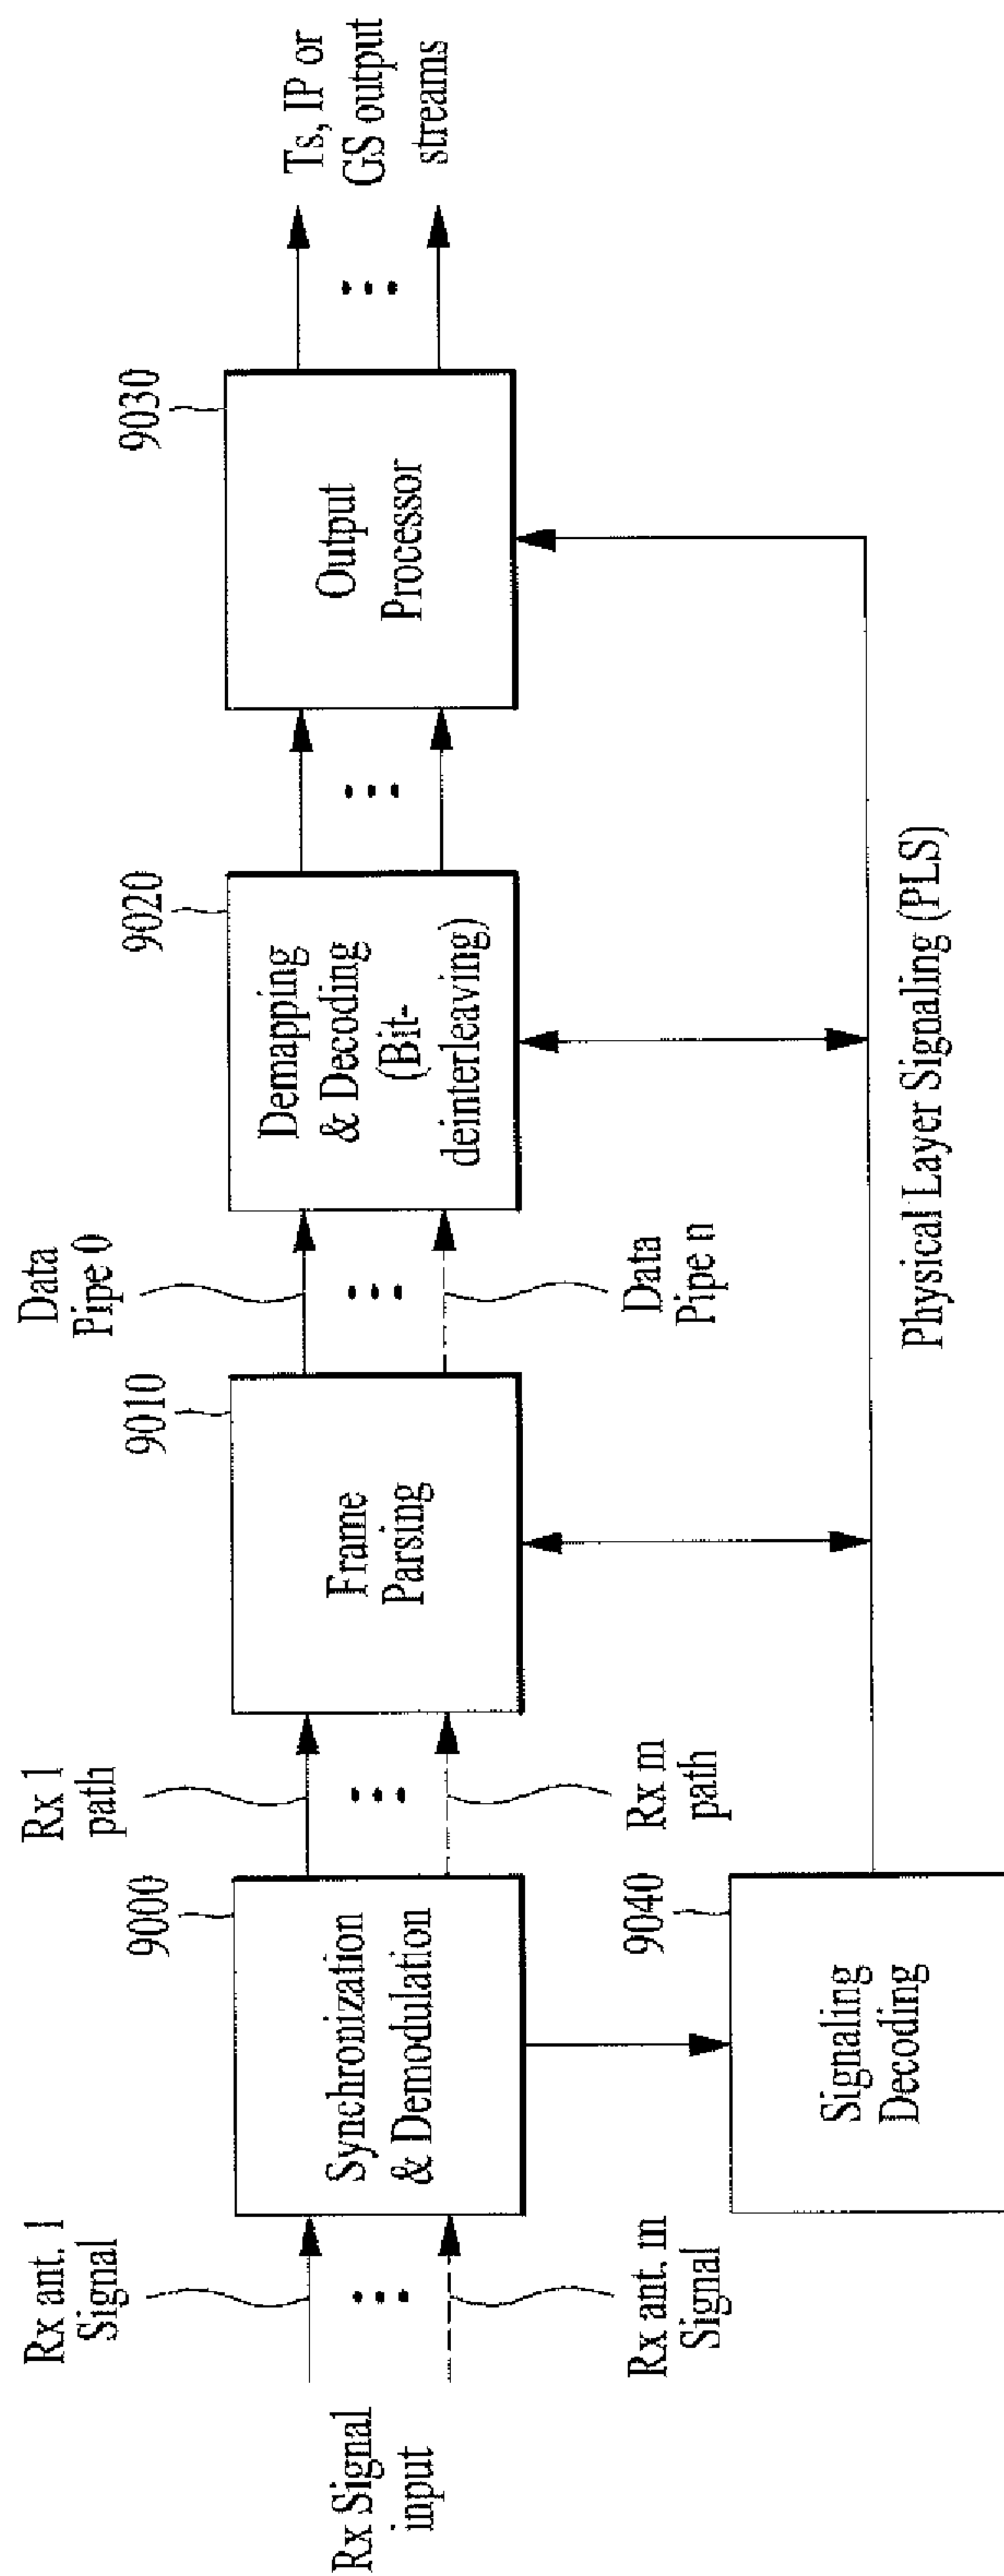 Rx Signal
input
Rx ant. 1
Signal
Rx ant. m
Signal
9000
Synchronization
& Demodulation
Rx 1
path
Rx m
path
9010
Frame
Parsing
Data
Pipe 0
Data
Pipe n
9020
Demapping
& Decoding
(Bit-
deinterleaving)
9030
Output
Processor
Ts, IP or
GS output
streams
9040
Signaling
Decoding
Physical Layer Signaling (PLS)